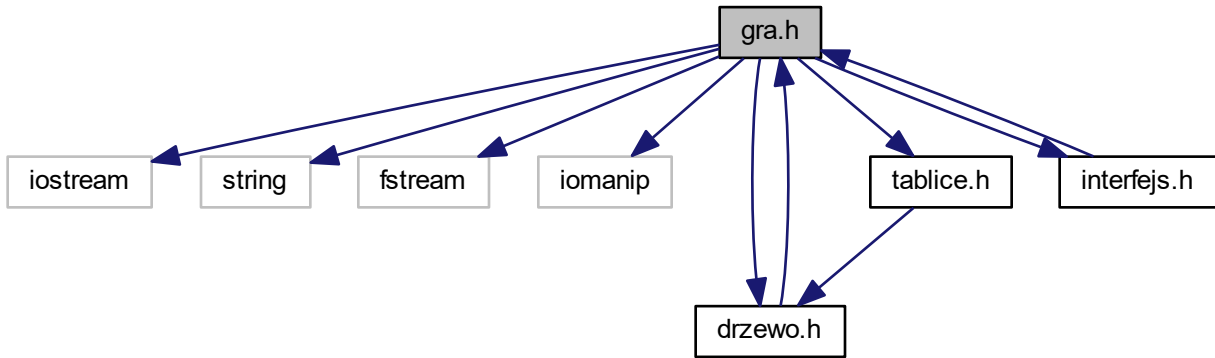 gra.h
iostream
string
fstream
iomanip
tablice.h
interfejs.h
drzewo.h